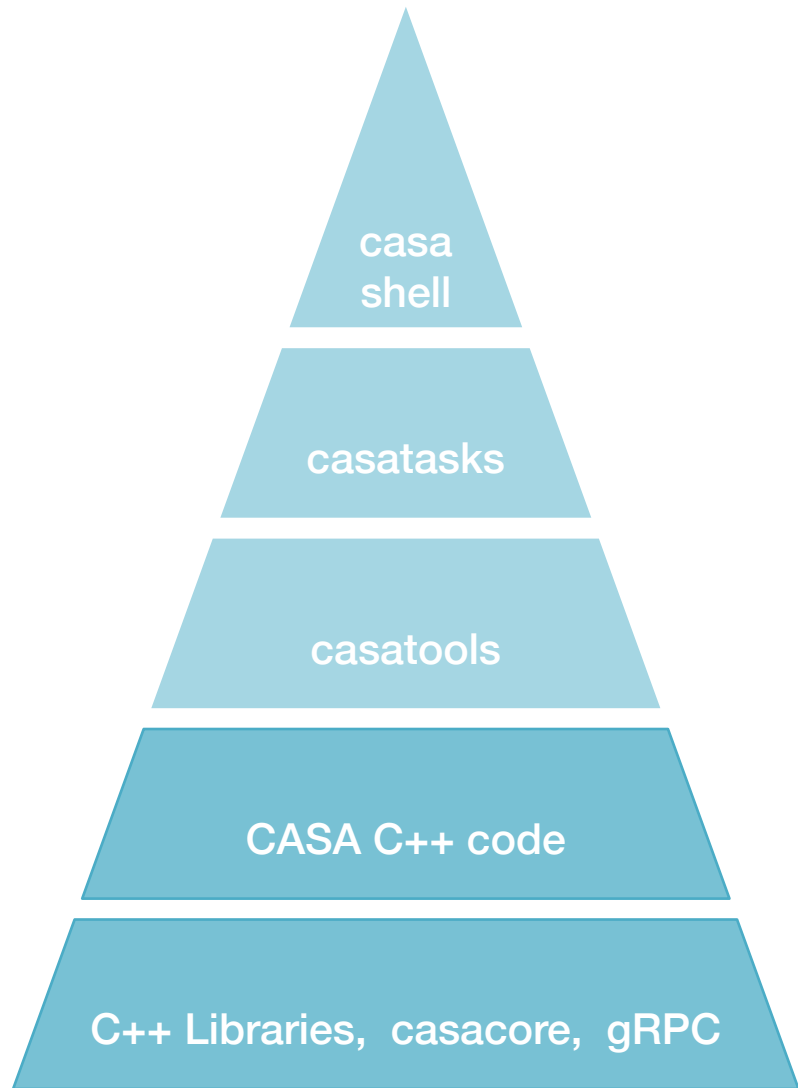 casa
shell
casatasks
casatools
CASA C++ code
C++ Libraries, casacore, gRPC